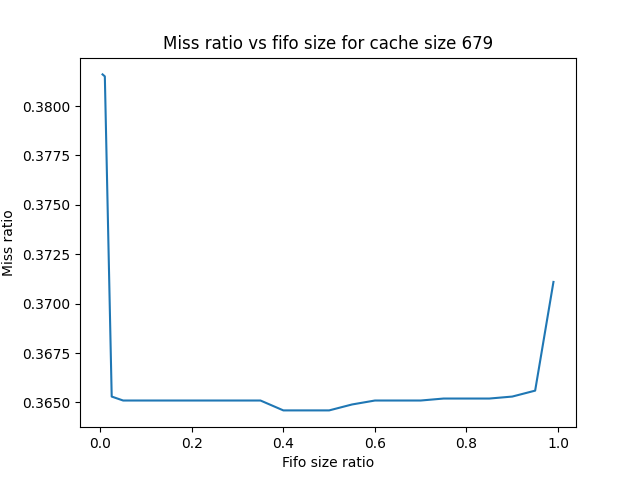 Miss ratio vs fifo size for cache size 679
Miss ratio
0.3800
0.3775
0.3750
0.3725
0.3700
0.3675
0.3650
0.0 0.2 0.4 0.6 0.8 1.0
Fifo size ratio